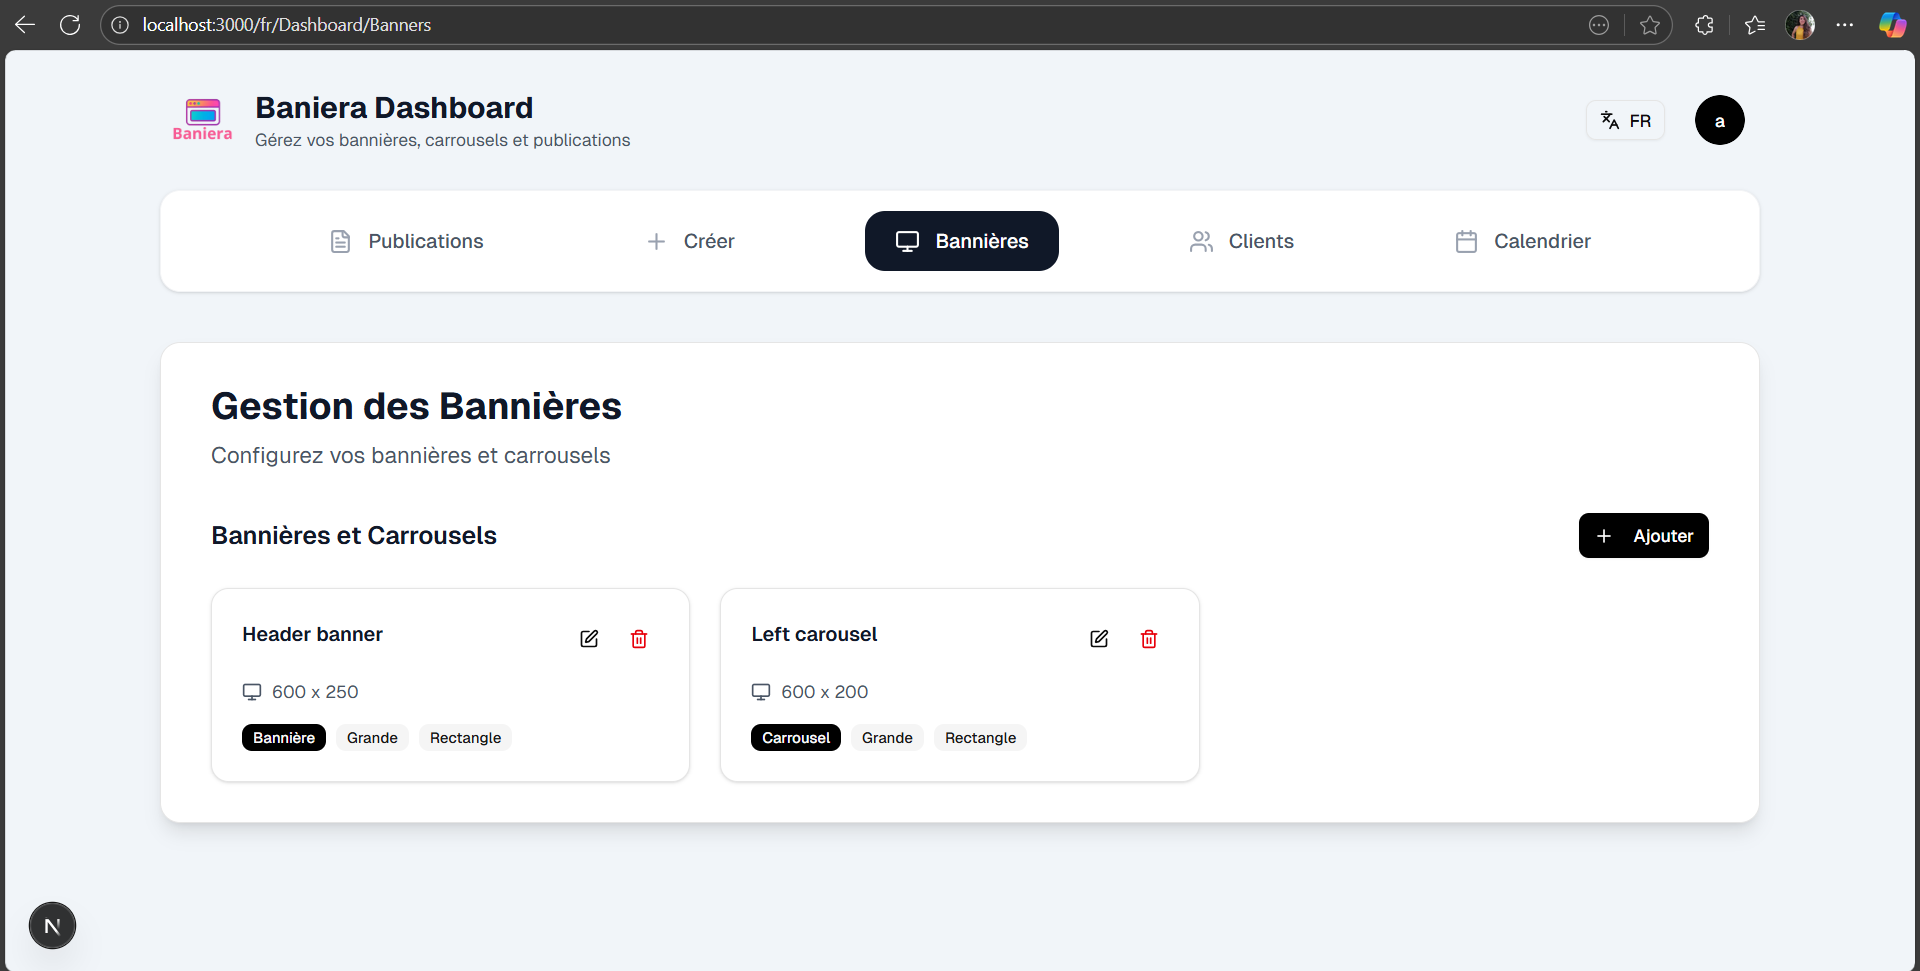 localhost:3000/fr/Dashboard/Banners
Baniera
Baniera Dashboard
Gérez vos bannières, carrousels et publications
FR
a
Publications
Créer
Bannières
Clients
Calendrier
Gestion des Bannières
Configurez vos bannières et carrousels
Bannières et Carrousels
Ajouter
Header banner
600 x 250
Bannière Grande Rectangle
Left carousel
600 x 200
Carrousel Grande Rectangle
N